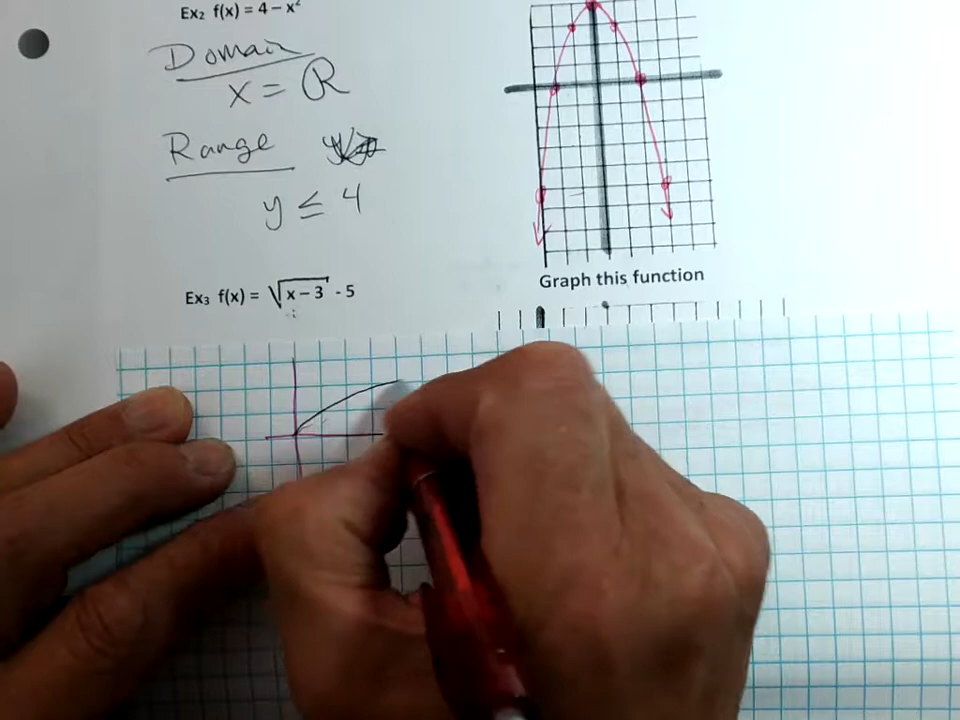 Ex2 f(x) = 4 – x²
Domain
x = ℝ
Range
y ≤ 4
Ex3 f(x) = √x – 3 - 5
Graph this function